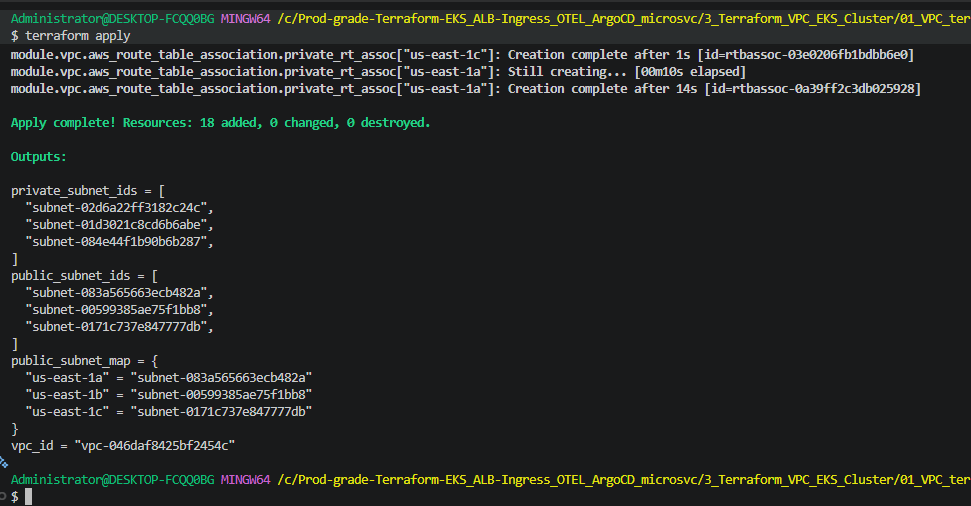 Administrator@DESKTOP-FCQQ0BG MINGW64 /c/Prod-grade-Terraform-EKS_ALB-Ingress_OTEL_ArgoCD_microsvc/3_Terraform_VPC_EKS_Cluster/01_VPC_ter
$ terraform apply
module.vpc.aws_route_table_association.private_rt_assoc["us-east-1c"]: Creation complete after 1s [id=rtbassoc-03e0206fb1bdbb6e0]
module.vpc.aws_route_table_association.private_rt_assoc["us-east-1a"]: Still creating... [00m10s elapsed]
module.vpc.aws_route_table_association.private_rt_assoc["us-east-1a"]: Creation complete after 14s [id=rtbassoc-0a39ff2c3db025928]
Apply complete! Resources: 18 added, 0 changed, 0 destroyed.
Outputs:
private_subnet_ids = [
  "subnet-02d6a22ff3182c24c",
  "subnet-01d3021c8cd6b6abe",
  "subnet-084e44f1b90b6b287",
]
public_subnet_ids = [
  "subnet-083a565663ecb482a",
  "subnet-00599385ae75f1bb8",
  "subnet-0171c737e847777db",
]
public_subnet_map = {
  "us-east-1a" = "subnet-083a565663ecb482a"
  "us-east-1b" = "subnet-00599385ae75f1bb8"
  "us-east-1c" = "subnet-0171c737e847777db"
}
vpc_id = "vpc-046daf8425bf2454c"
Administrator@DESKTOP-FCQQ0BG MINGW64 /c/Prod-grade-Terraform-EKS_ALB-Ingress_OTEL_ArgoCD_microsvc/3_Terraform_VPC_EKS_Cluster/01_VPC_ter
$